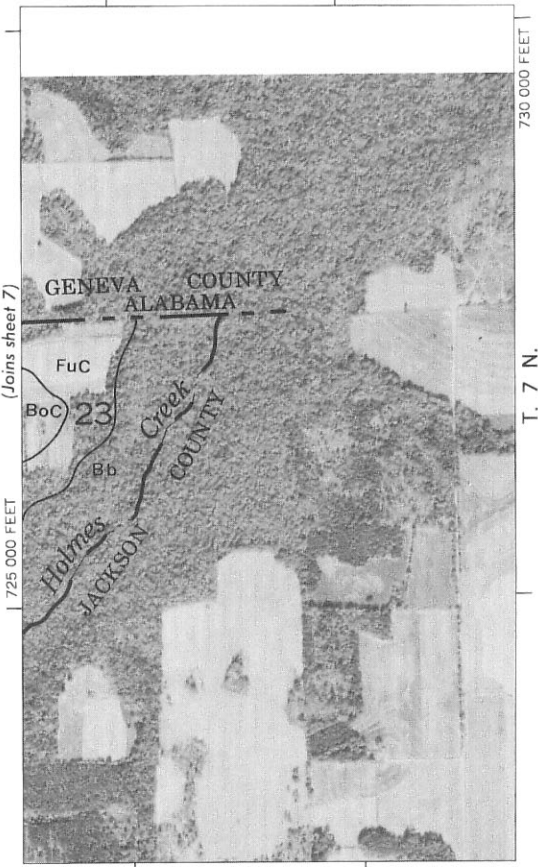 730 000 FEET
(Joins sheet 7)
GENEVA COUNTY
ALABAMA
FuC
BoC 23
Bb
Holmes Creek
JACKSON COUNTY
T. 7 N.
725 000 FEET